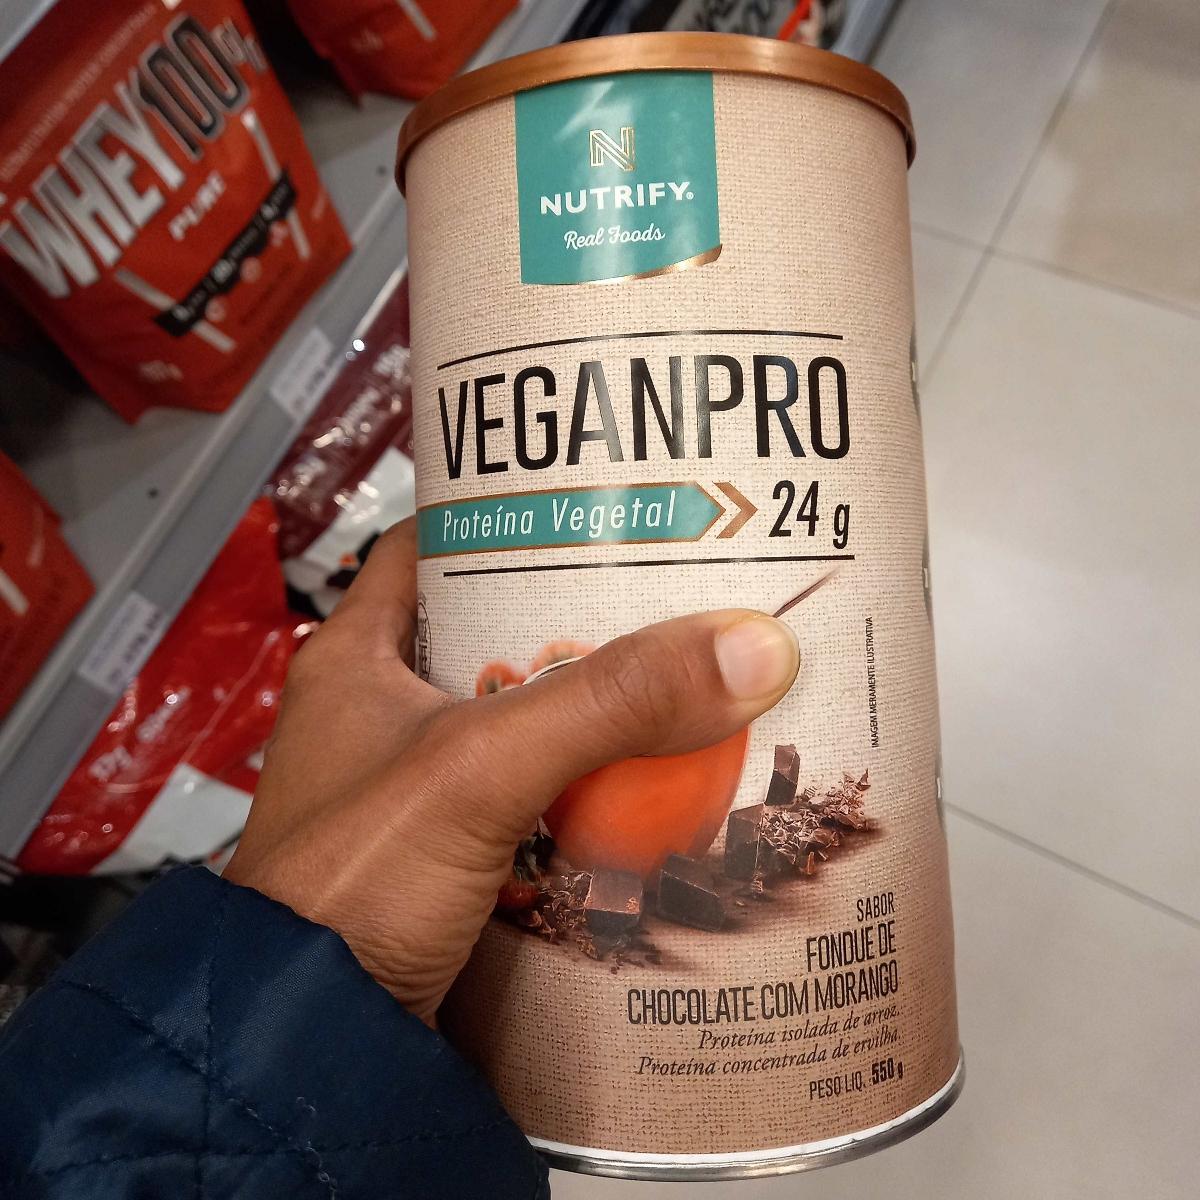 WHEY100%
PURE
N
NUTRIFY®
Real Foods
VEGANPRO
Proteína Vegetal
24 g
IMAGEM MERAMENTE ILUSTRATIVA
SABOR
FONDUE DE
CHOCOLATE COM MORANGO
Proteína isolada de arroz.
Proteína concentrada de ervilha.
PESO LIQ. 550 g
37g